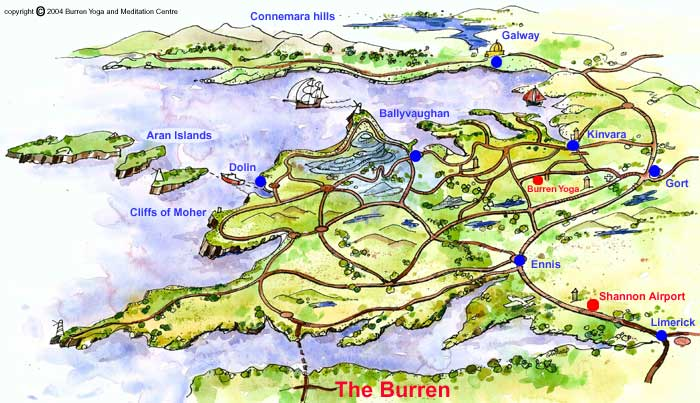 copyright © 2004 Burren Yoga and Meditation Centre
Connemara hills
Galway
Ballyvaughan
Aran Islands
Kinvara
Dolin
Gort
Burren Yoga
Cliffs of Moher
Ennis
Shannon Airport
Limerick
The Burren